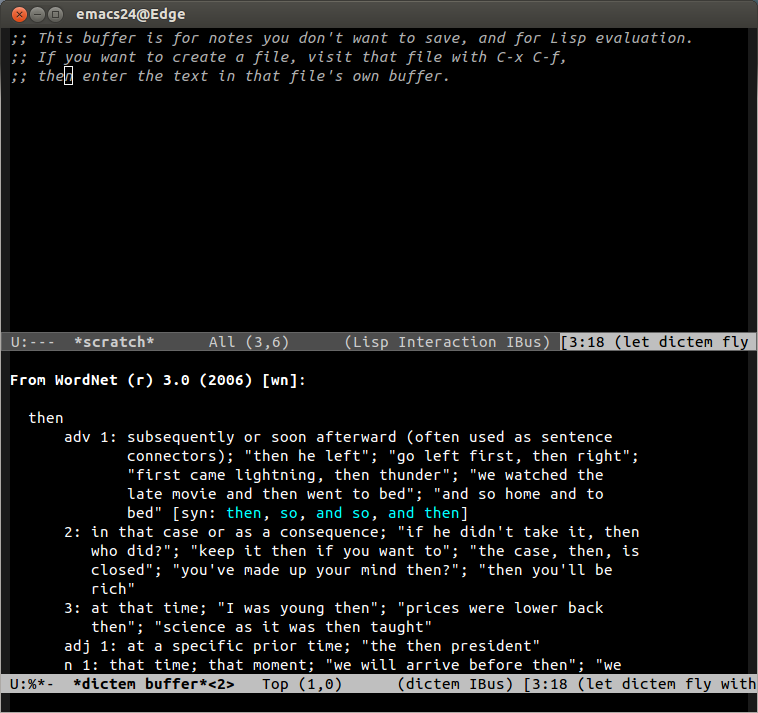 emacs24@Edge
;; This buffer is for notes you don't want to save, and for Lisp evaluation.
;; If you want to create a file, visit that file with C-x C-f,
;; then enter the text in that file's own buffer.
U:--- *scratch* All (3,6) (Lisp Interaction IBus) [3:18 (let dictem fly
From WordNet (r) 3.0 (2006) [wn]:
then
adv 1: subsequently or soon afterward (often used as sentence
connectors); "then he left"; "go left first, then right";
"first came lightning, then thunder"; "we watched the
late movie and then went to bed"; "and so home and to
bed" [syn: then, so, and so, and then]
2: in that case or as a consequence; "if he didn't take it, then
who did?"; "keep it then if you want to"; "the case, then, is
closed"; "you've made up your mind then?"; "then you'll be
rich"
3: at that time; "I was young then"; "prices were lower back
then"; "science as it was then taught"
adj 1: at a specific prior time; "the then president"
n 1: that time; that moment; "we will arrive before then"; "we
U:%*- *dictem buffer*<2> Top (1,0) (dictem IBus) [3:18 (let dictem fly with